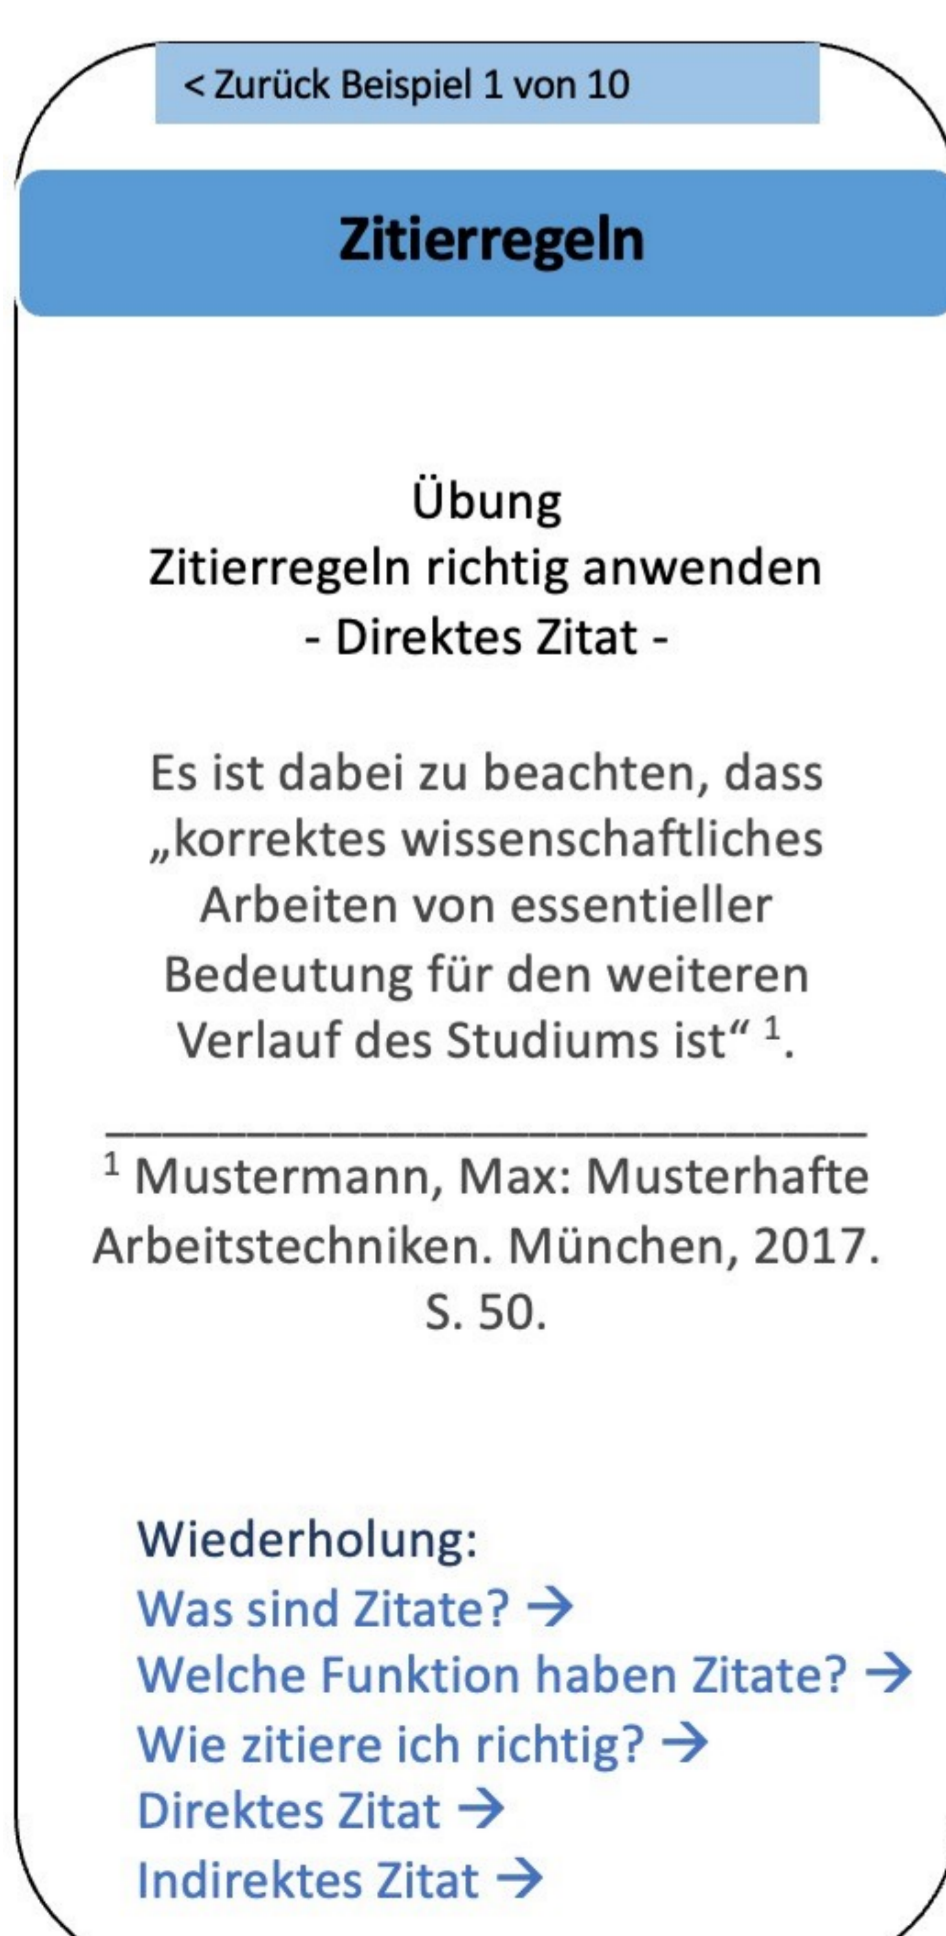 < Zurück Beispiel 1 von 10
Zitierregeln
Übung
Zitierregeln richtig anwenden
- Direktes Zitat -
Es ist dabei zu beachten, dass
„korrektes wissenschaftliches
Arbeiten von essentieller
Bedeutung für den weiteren
Verlauf des Studiums ist“ ¹.
______________________________
¹ Mustermann, Max: Musterhafte
Arbeitstechniken. München, 2017.
S. 50.
Wiederholung:
Was sind Zitate? →
Welche Funktion haben Zitate? →
Wie zitiere ich richtig? →
Direktes Zitat →
Indirektes Zitat →